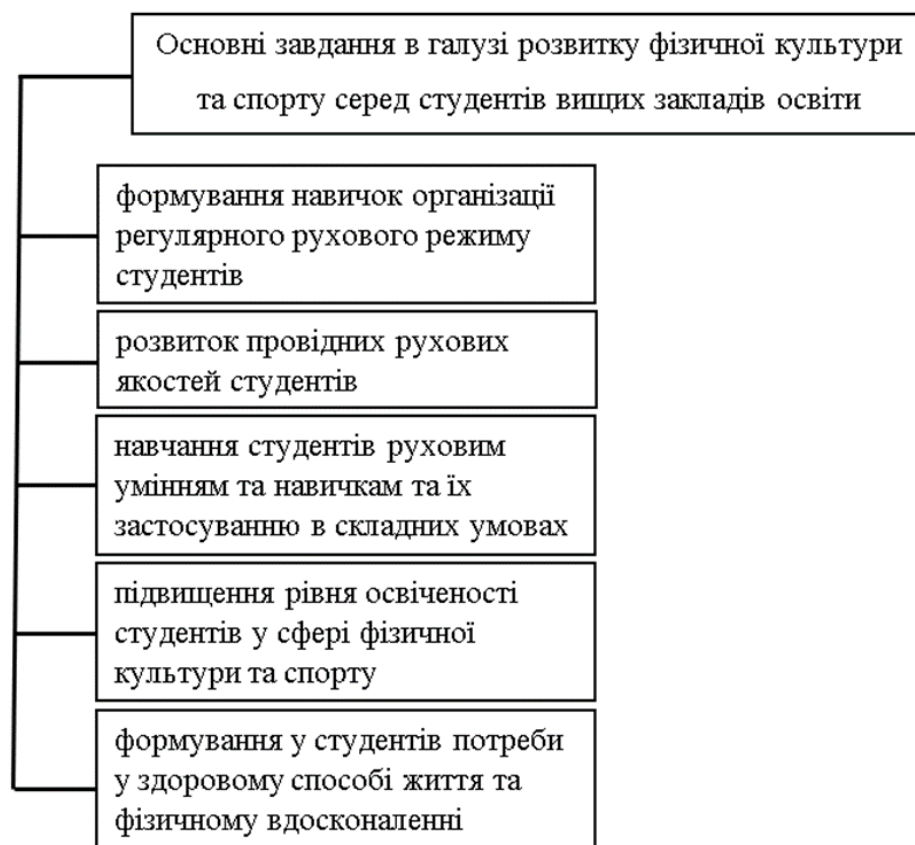 Основні завдання в галузі розвитку фізичної культури
та спорту серед студентів вищих закладів освіти
формування навичок організації
регулярного рухового режиму
студентів
розвиток провідних рухових
якостей студентів
навчання студентів руховим
умінням та навичкам та їх
застосуванню в складних умовах
підвищення рівня освіченості
студентів у сфері фізичної
культури та спорту
формування у студентів потреби
у здоровому способі життя та
фізичному вдосконаленні